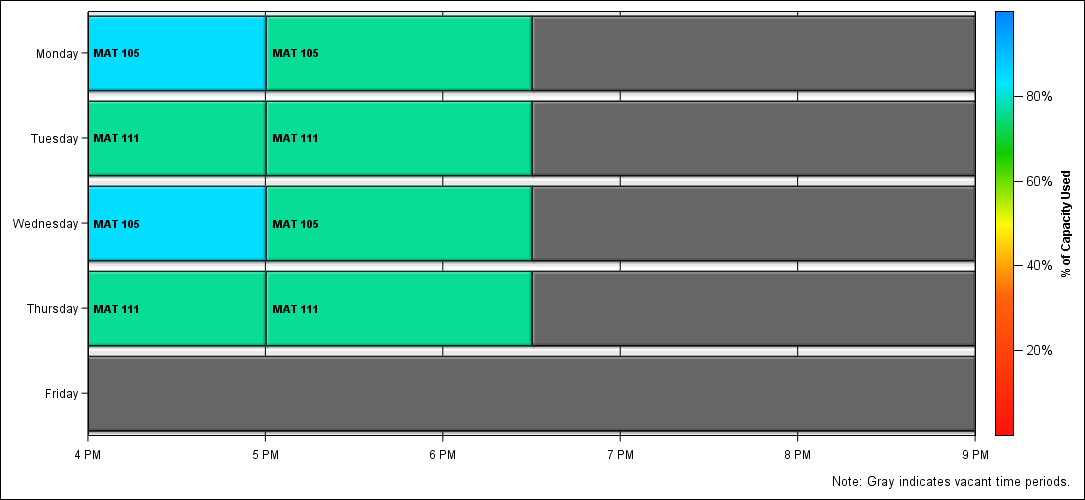 Monday
MAT 105
MAT 105
Tuesday
MAT 111
MAT 111
Wednesday
MAT 105
MAT 105
Thursday
MAT 111
MAT 111
Friday
4 PM
5 PM
6 PM
7 PM
8 PM
9 PM
80%
60%
40%
20%
% of Capacity Used
Note: Gray indicates vacant time periods.